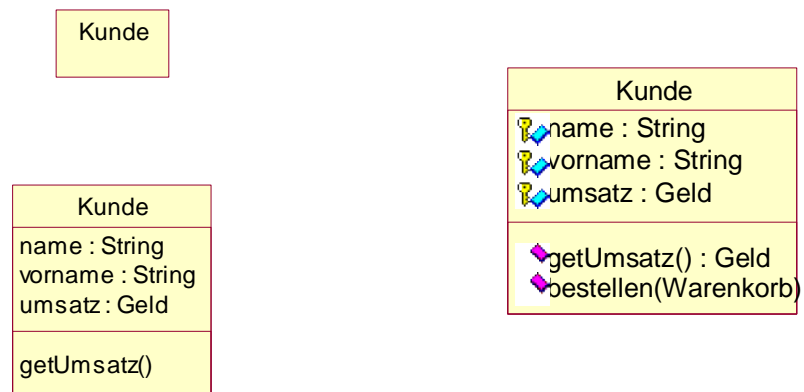 Kunde
Kunde
name : String
vorname : String
umsatz : Geld
getUmsatz()
Kunde
name : String
vorname : String
umsatz : Geld
getUmsatz() : Geld
bestellen(Warenkorb)